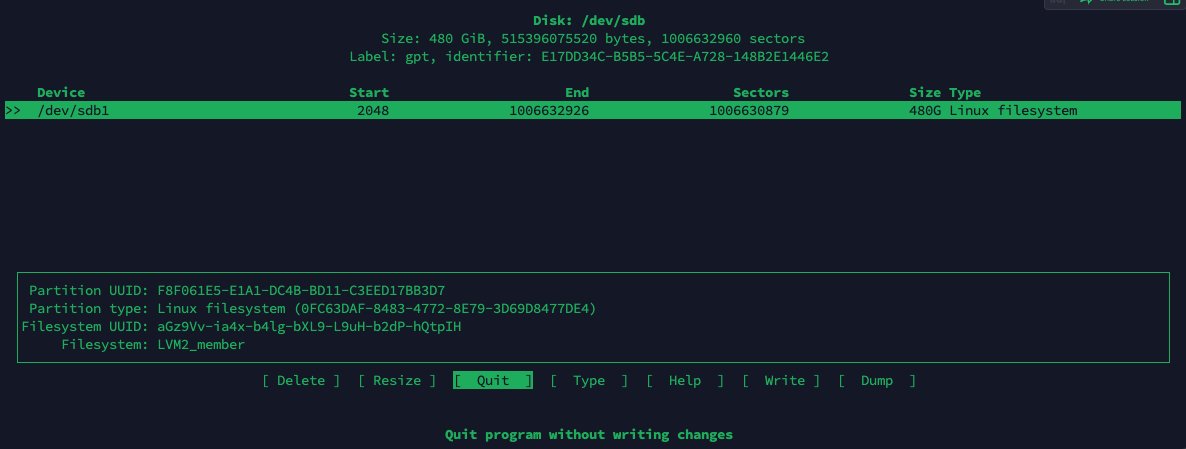 Disk: /dev/sdb
Size: 480 GiB, 515396075520 bytes, 1006632960 sectors
Label: gpt, identifier: E17DD34C-B5B5-5C4E-A728-148B2E1446E2
Device Start End Sectors Size Type
>> /dev/sdb1 2048 1006632926 1006630879 480G Linux filesystem
Partition UUID: F8F061E5-E1A1-DC4B-BD11-C3EED17BB3D7
Partition type: Linux filesystem (0FC63DAF-8483-4772-8E79-3D69D8477DE4)
Filesystem UUID: aGz9Vv-ia4x-b4lg-bXL9-L9uH-b2dP-hQtpIH
Filesystem: LVM2_member
[ Delete ] [ Resize ] [ Quit ] [ Type ] [ Help ] [ Write ] [ Dump ]
Quit program without writing changes